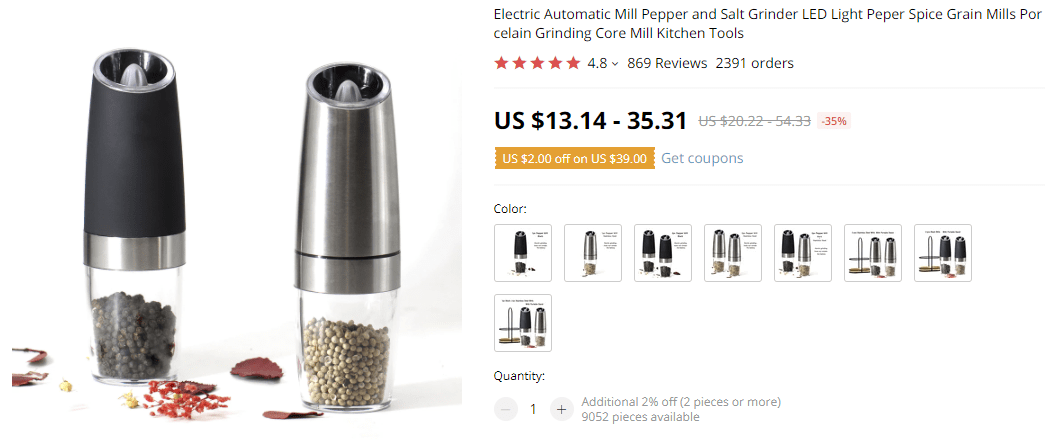 Electric Automatic Mill Pepper and Salt Grinder LED Light Peper Spice Grain Mills Por
celain Grinding Core Mill Kitchen Tools
4.8 869 Reviews 2391 orders
US $13.14 - 35.31 US $20.22 - 54.33 -35%
US $2.00 off on US $39.00 Get coupons
Color:
Quantity:
1 Additional 2% off (2 pieces or more)
9052 pieces available